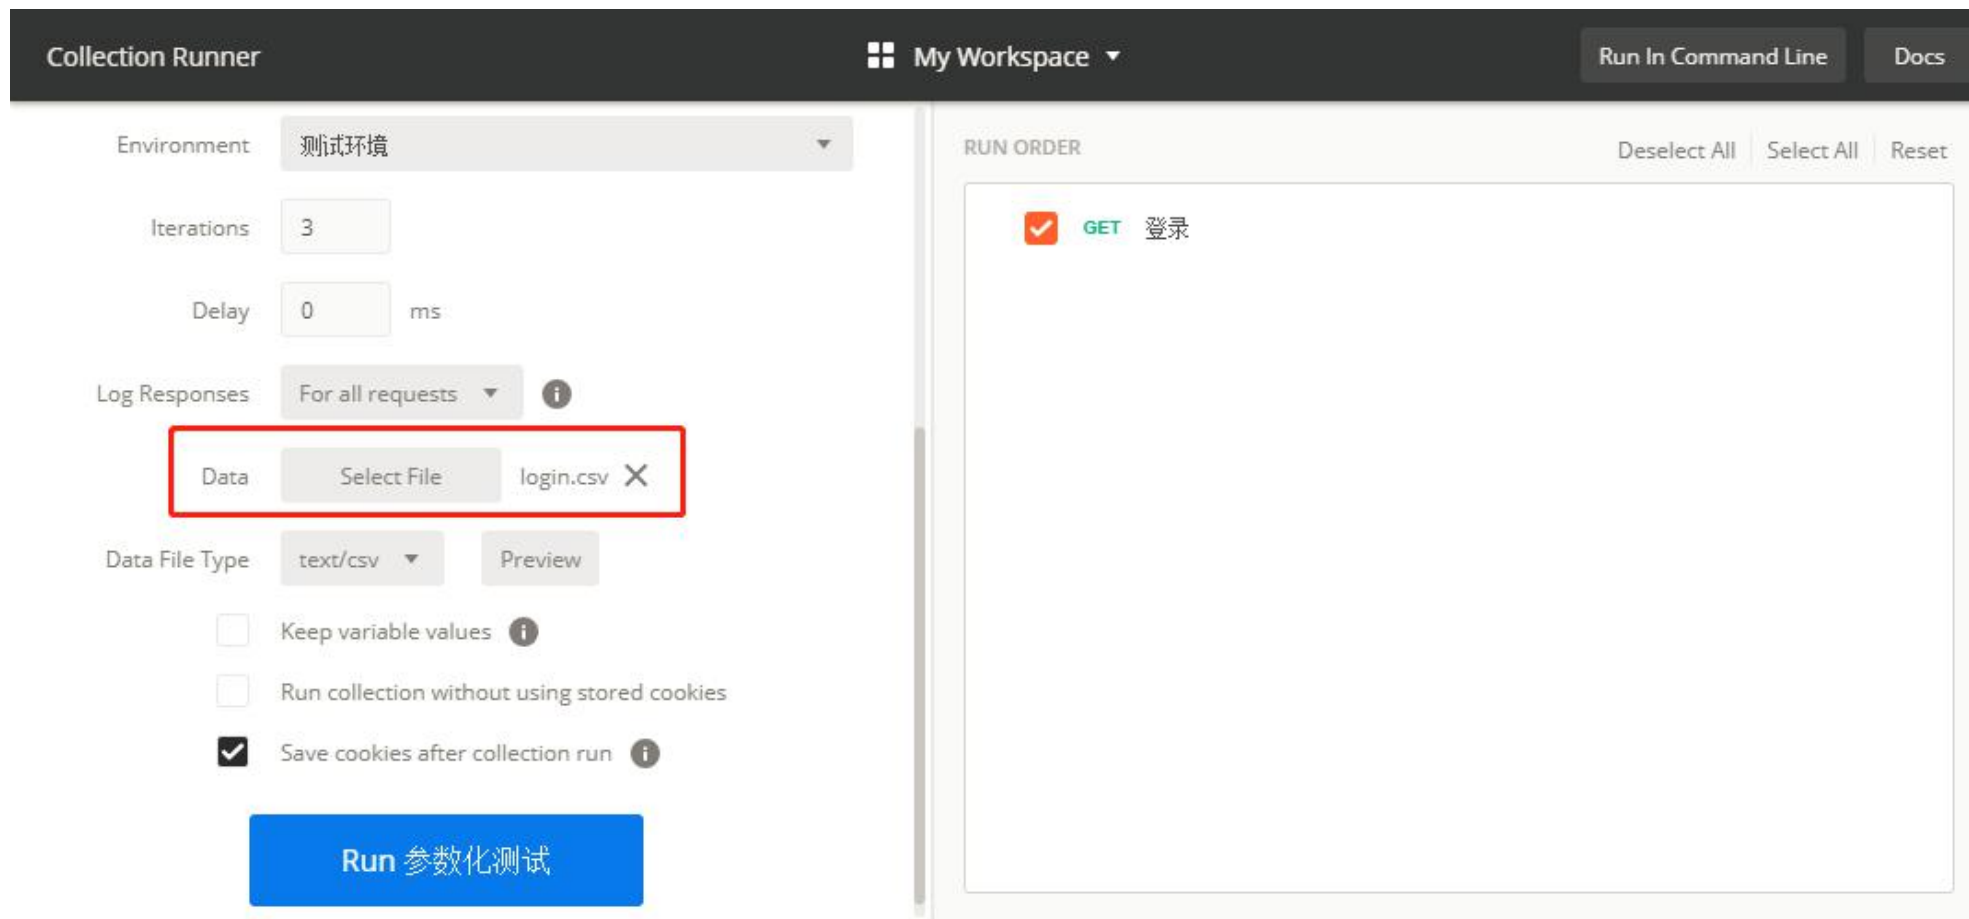 Collection Runner
My Workspace
Run In Command Line
Docs
Environment
测试环境
Iterations
3
Delay
0
ms
Log Responses
For all requests
Data
Select File
login.csv
Data File Type
text/csv
Preview
Keep variable values
Run collection without using stored cookies
Save cookies after collection run
Run 参数化测试
RUN ORDER
Deselect All
Select All
Reset
GET 登录